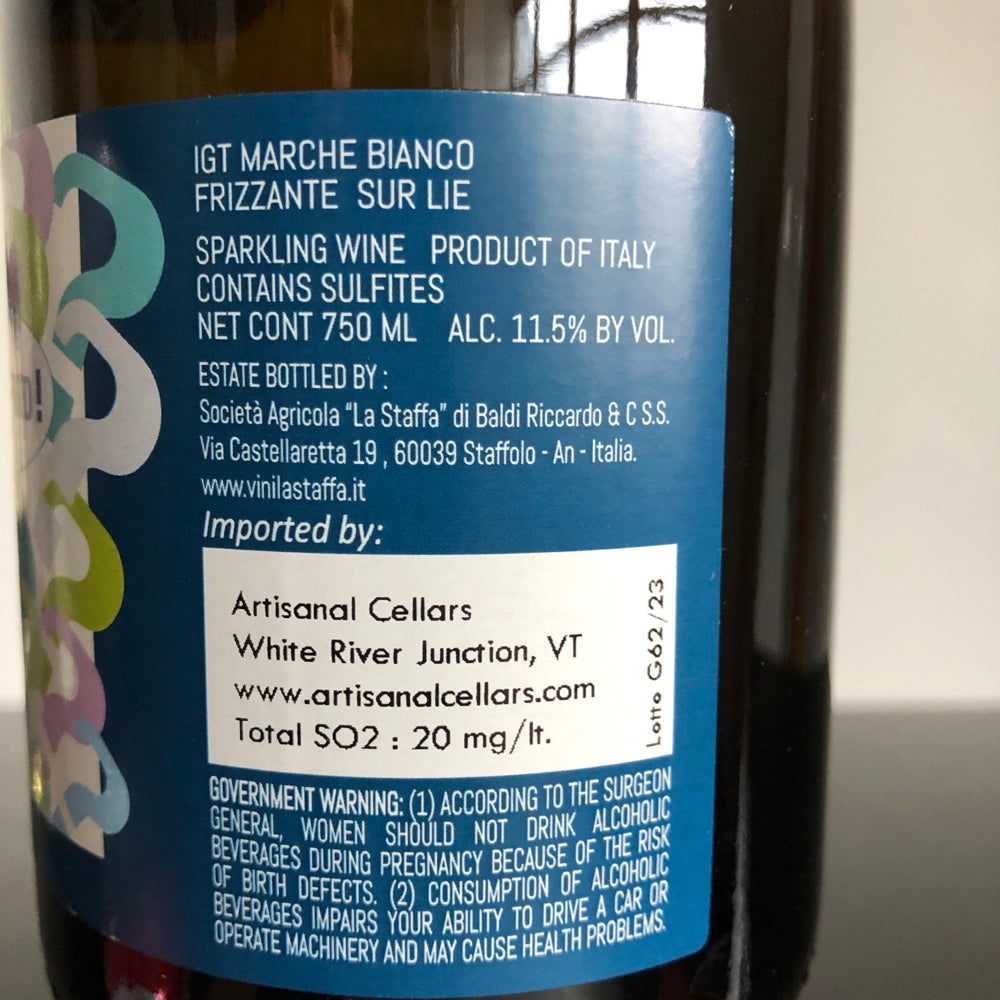 IGT MARCHE BIANCO
FRIZZANTE SUR LIE
SPARKLING WINE PRODUCT OF ITALY
CONTAINS SULFITES
NET CONT 750 ML ALC. 11.5% BY VOL.
ESTATE BOTTLED BY :
Società Agricola "La Staffa" di Baldi Riccardo & C S.S.
Via Castellaretta 19 , 60039 Staffolo - An - Italia.
www.vinilastaffa.it
Imported by:
Artisanal Cellars
White River Junction, VT
www.artisanalcellars.com
Total SO2 : 20 mg/lt.
Lotto G62/23
GOVERNMENT WARNING: (1) ACCORDING TO THE SURGEON
GENERAL, WOMEN SHOULD NOT DRINK ALCOHOLIC
BEVERAGES DURING PREGNANCY BECAUSE OF THE RISK
OF BIRTH DEFECTS. (2) CONSUMPTION OF ALCOHOLIC
BEVERAGES IMPAIRS YOUR ABILITY TO DRIVE A CAR OR
OPERATE MACHINERY AND MAY CAUSE HEALTH PROBLEMS.